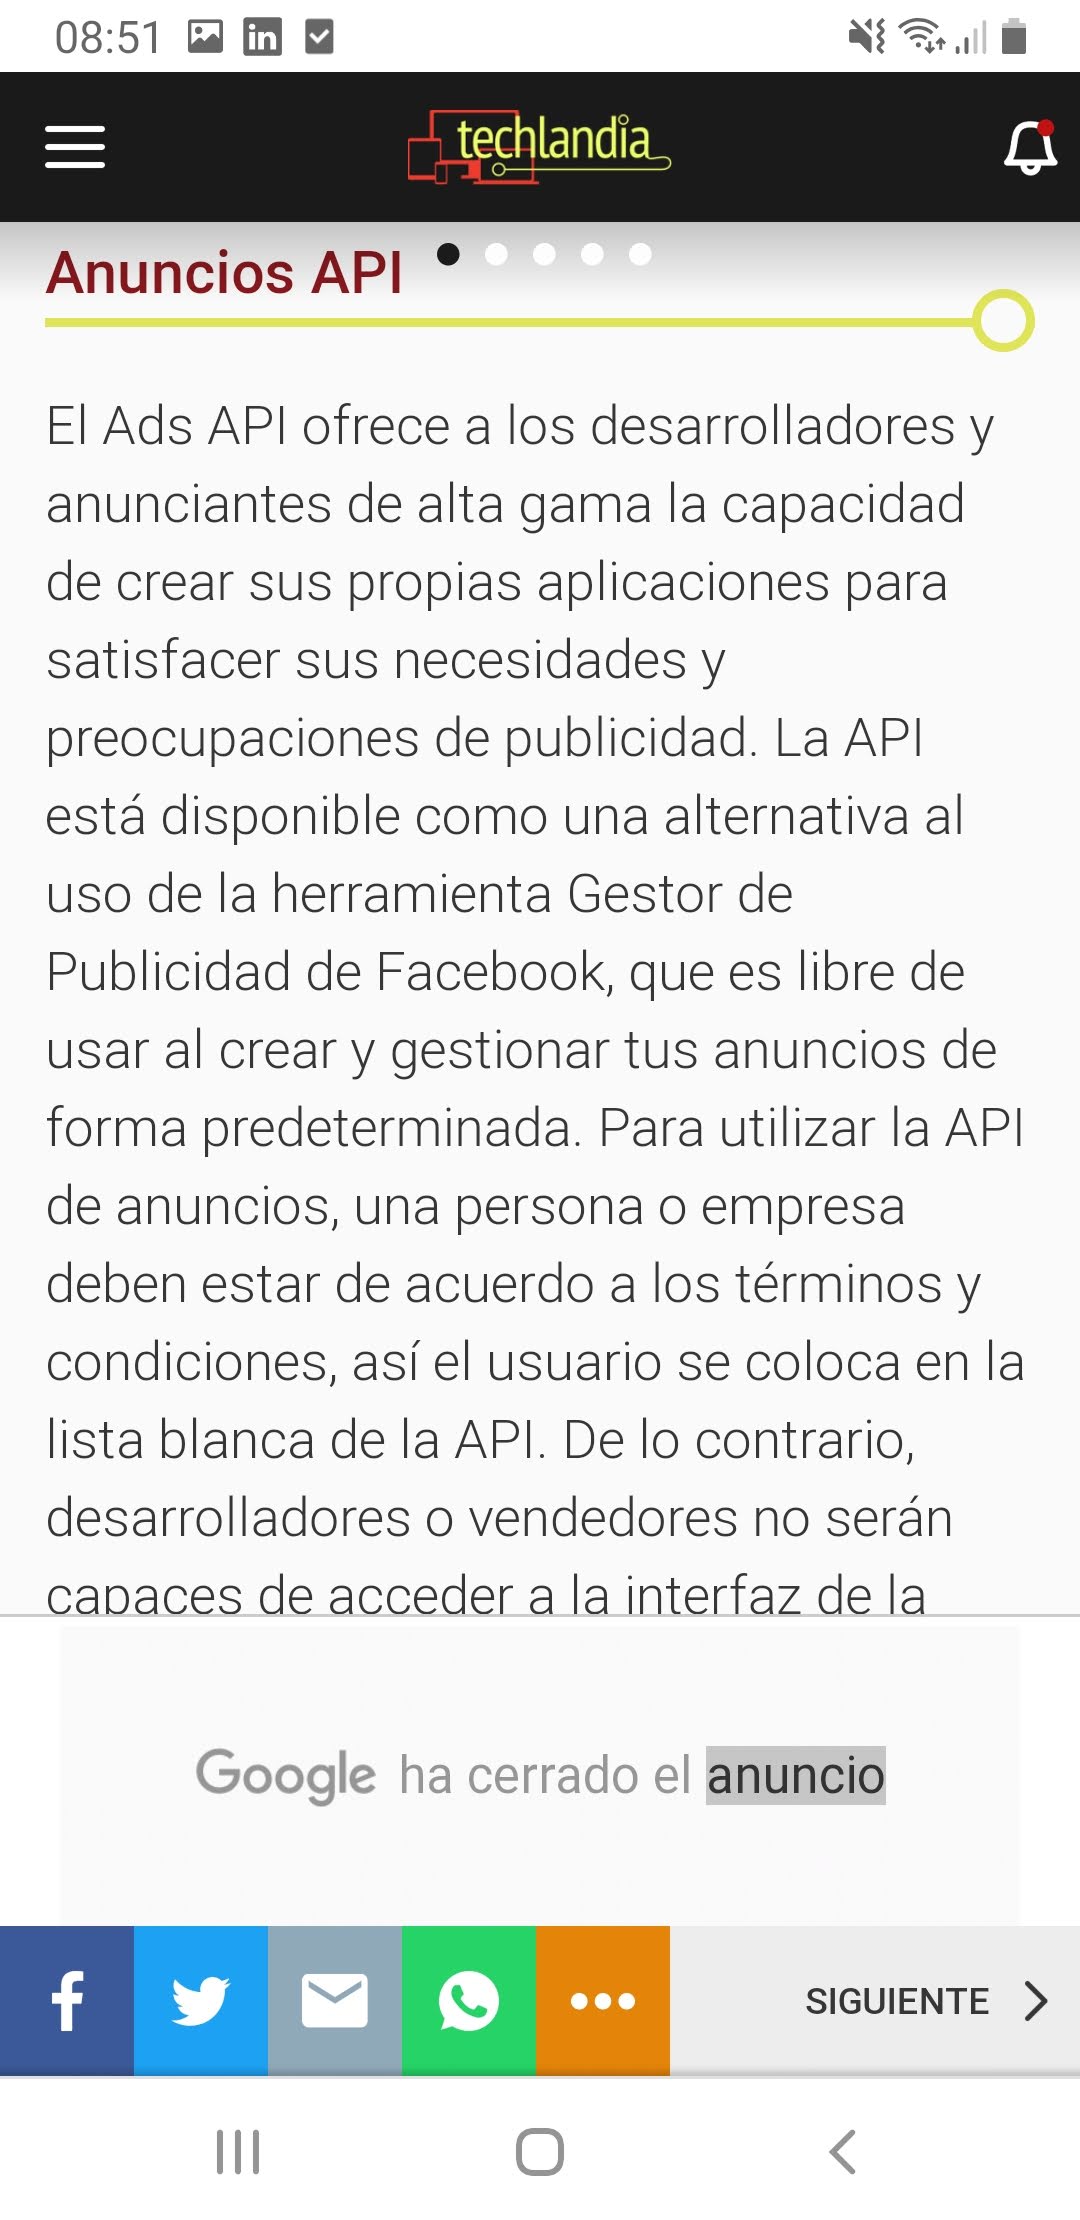 08:51
techlandia
Anuncios API
El Ads API ofrece a los desarrolladores y
anunciantes de alta gama la capacidad
de crear sus propias aplicaciones para
satisfacer sus necesidades y
preocupaciones de publicidad. La API
está disponible como una alternativa al
uso de la herramienta Gestor de
Publicidad de Facebook, que es libre de
usar al crear y gestionar tus anuncios de
forma predeterminada. Para utilizar la API
de anuncios, una persona o empresa
deben estar de acuerdo a los términos y
condiciones, así el usuario se coloca en la
lista blanca de la API. De lo contrario,
desarrolladores o vendedores no serán
capaces de acceder a la interfaz de la
Google ha cerrado el anuncio
SIGUIENTE